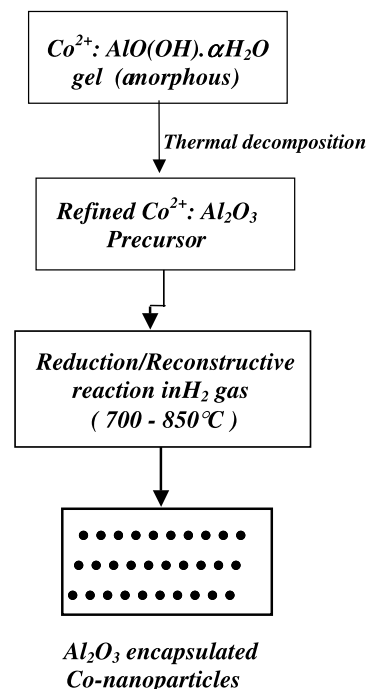 Co²⁺: AlO(OH).αH₂O
gel (amorphous)
Thermal decomposition
Refined Co²⁺: Al₂O₃
Precursor
Reduction/Reconstructive
reaction inH₂ gas
( 700 - 850°C )
Al₂O₃ encapsulated
Co-nanoparticles